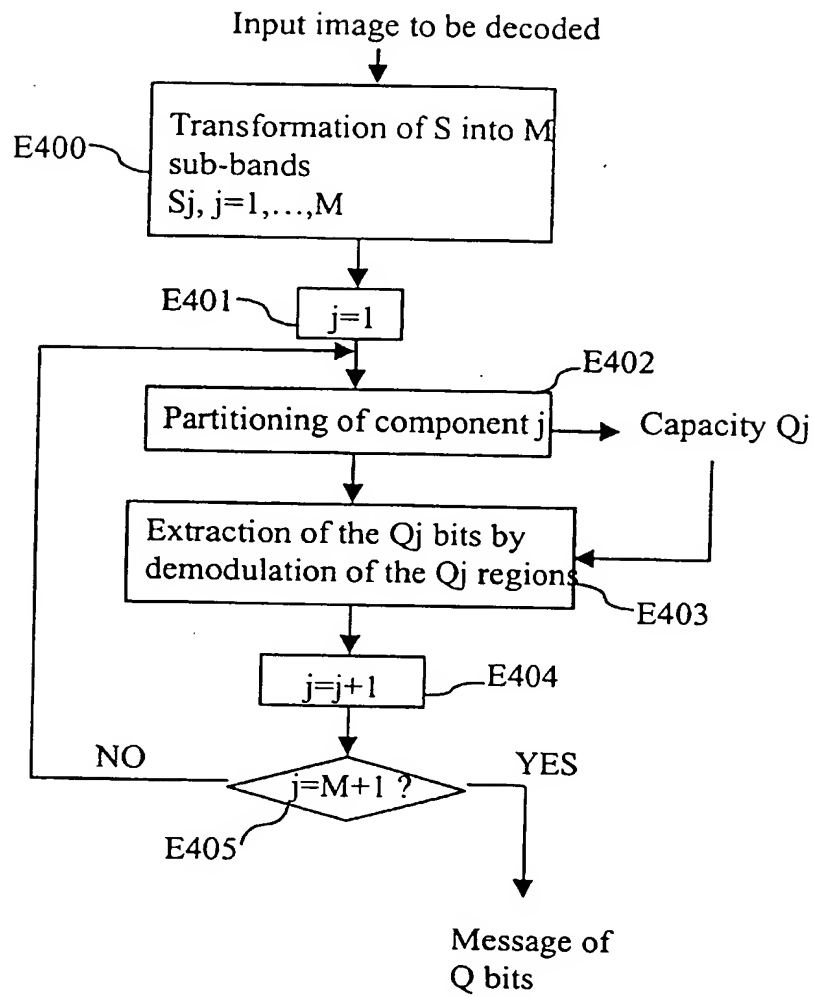 Input image to be decoded
E400
Transformation of S into M
sub-bands
Sj, j=1,...,M
E401
j=1
E402
Partitioning of component j
Capacity Qj
Extraction of the Qj bits by
demodulation of the Qj regions
E403
j=j+1
E404
NO
YES
j=M+1 ?
E405
Message of
Q bits